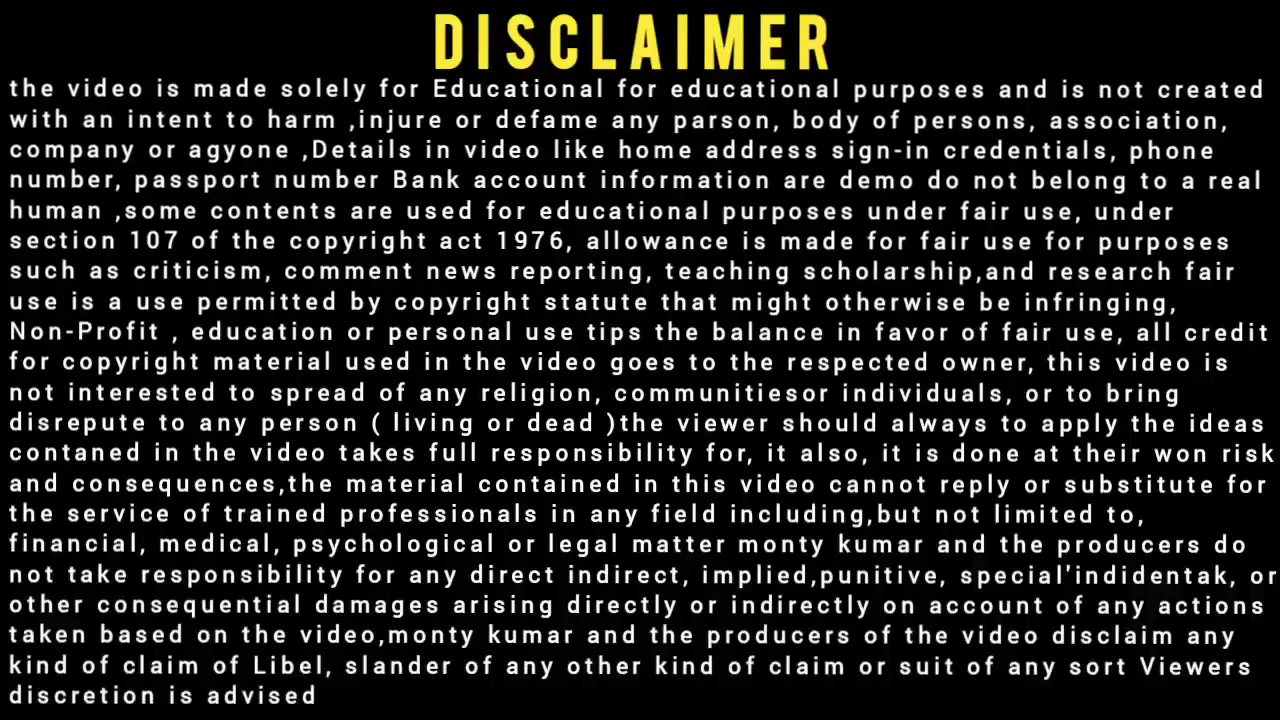 DISCLAIMER
the video is made solely for Educational for educational purposes and is not created
with an intent to harm ,injure or defame any parson, body of persons, association,
company or agyone ,Details in video like home address sign-in credentials, phone
number, passport number Bank account information are demo do not belong to a real
human ,some contents are used for educational purposes under fair use, under
section 107 of the copyright act 1976, allowance is made for fair use for purposes
such as criticism, comment news reporting, teaching scholarship,and research fair
use is a use permitted by copyright statute that might otherwise be infringing,
Non-Profit , education or personal use tips the balance in favor of fair use, all credit
for copyright material used in the video goes to the respected owner, this video is
not interested to spread of any religion, communitiesor individuals, or to bring
disrepute to any person ( living or dead )the viewer should always to apply the ideas
contaned in the video takes full responsibility for, it also, it is done at their won risk
and consequences,the material contained in this video cannot reply or substitute for
the service of trained professionals in any field including,but not limited to,
financial, medical, psychological or legal matter monty kumar and the producers do
not take responsibility for any direct indirect, implied,punitive, special'indidentak, or
other consequential damages arising directly or indirectly on account of any actions
taken based on the video,monty kumar and the producers of the video disclaim any
kind of claim of Libel, slander of any other kind of claim or suit of any sort Viewers
discretion is advised